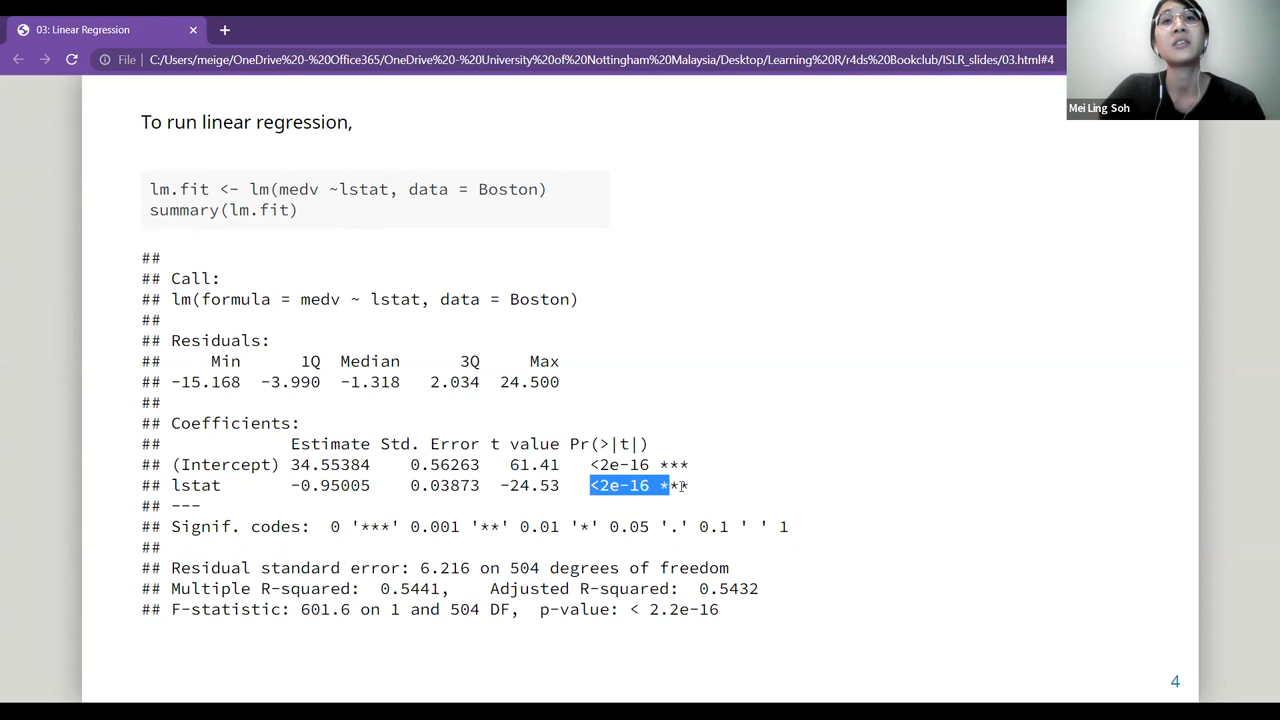 03: Linear Regression
File C:/Users/meige/OneDrive%20-%20Office365/OneDrive%20-%20University%20of%20Nottingham%20Malaysia/Desktop/Learning%20R/r4ds%20Bookclub/ISLR_slides/03.html#4
Mei Ling Soh
To run linear regression,
lm.fit <- lm(medv ~lstat, data = Boston)
summary(lm.fit)
##
## Call:
## lm(formula = medv ~ lstat, data = Boston)
##
## Residuals:
## Min 1Q Median 3Q Max
## -15.168 -3.990 -1.318 2.034 24.500
##
## Coefficients:
## Estimate Std. Error t value Pr(>|t|)
## (Intercept) 34.55384 0.56263 61.41 <2e-16 ***
## lstat -0.95005 0.03873 -24.53 <2e-16 ***
## ---
## Signif. codes: 0 '***' 0.001 '**' 0.01 '*' 0.05 '.' 0.1 ' ' 1
##
## Residual standard error: 6.216 on 504 degrees of freedom
## Multiple R-squared: 0.5441, Adjusted R-squared: 0.5432
## F-statistic: 601.6 on 1 and 504 DF, p-value: < 2.2e-16
4